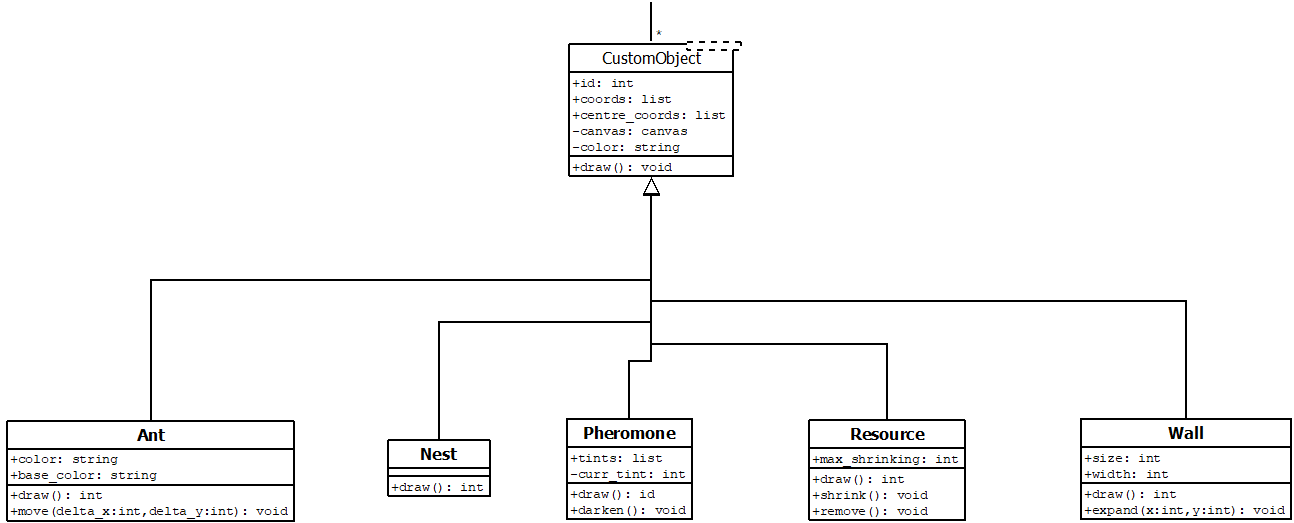 *
CustomObject
+id: int
+coords: list
+centre_coords: list
-canvas: canvas
-color: string
+draw(): void
Ant
+color: string
+base_color: string
+draw(): int
+move(delta_x:int,delta_y:int): void
Nest
+draw(): int
Pheromone
+tints: list
-curr_tint: int
+draw(): id
+darken(): void
Resource
+max_shrinking: int
+draw(): int
+shrink(): void
+remove(): void
Wall
+size: int
+width: int
+draw(): int
+expand(x:int,y:int): void